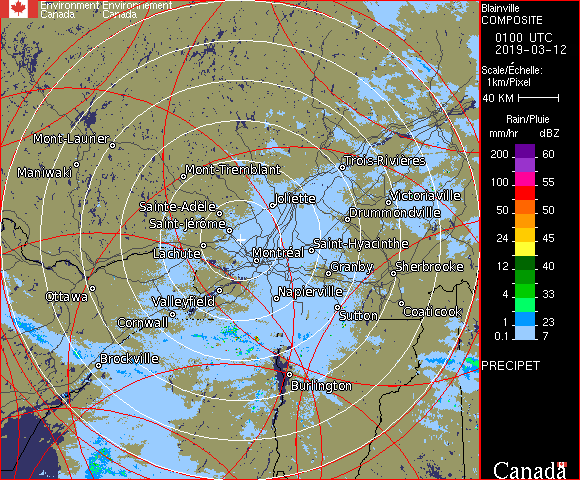 Environment Environnement
Canada Canada
Mont-Laurier
Maniwaki
Mont-Tremblant
Trois-Rivières
Sainte-Adèle
Joliette
Victoriaville
Saint-Jérôme
Drummondville
Lachute
Montréal
Saint-Hyacinthe
Granby
Sherbrooke
Ottawa
Valleyfield
Napierville
Cornwall
Sutton
Coaticook
Brockville
Burlington
Blainville
COMPOSITE
0100 UTC
2019-03-12
Scale/Échelle:
1km/Pixel
40 KM
Rain/Pluie
mm/hr dBZ
200 60
100 55
50 50
24 45
12 40
4 33
1 23
0.1 7
PRECIPET
Canada